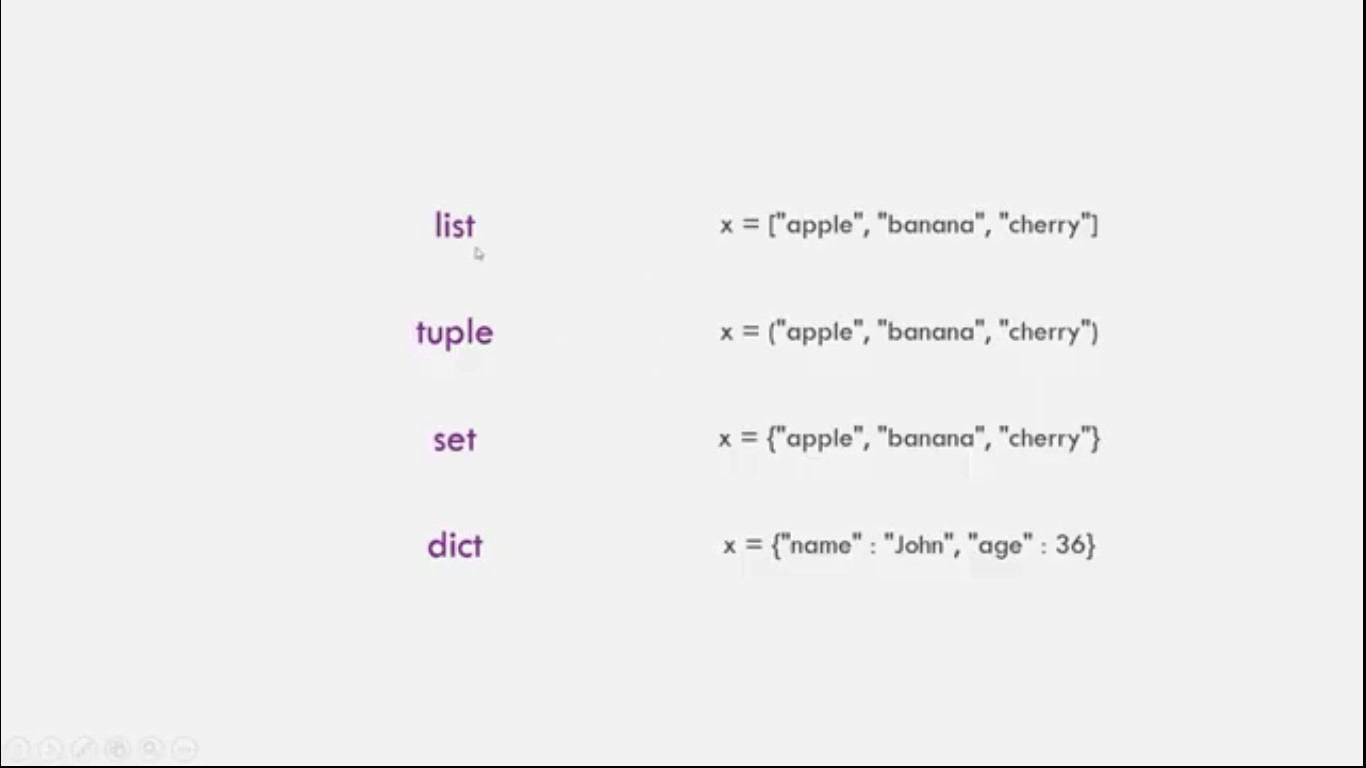 list
x = ["apple", "banana", "cherry"]
tuple
x = ("apple", "banana", "cherry")
set
x = {"apple", "banana", "cherry"}
dict
x = {"name" : "John", "age" : 36}